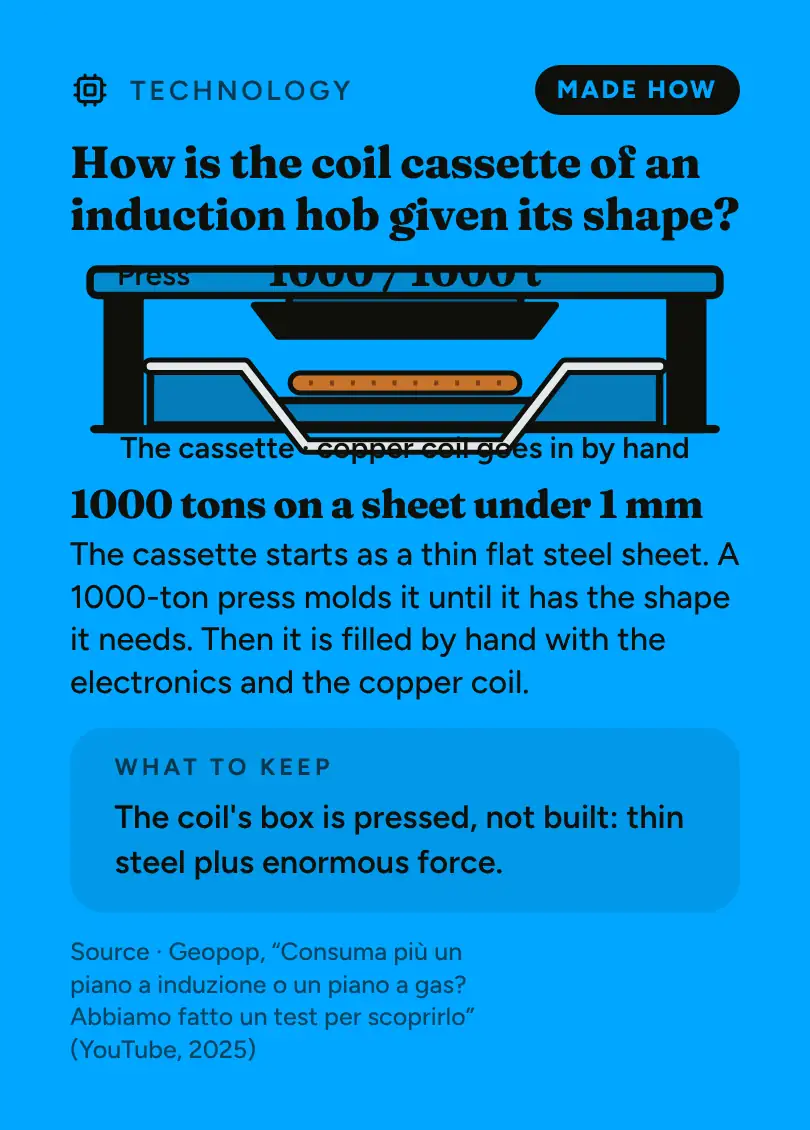 TECHNOLOGY
MADE HOW
How is the coil cassette of an
induction hob given its shape?
Press
1000 / 1000 t
The cassette · copper coil goes in by hand
1000 tons on a sheet under 1 mm
The cassette starts as a thin flat steel sheet. A
1000-ton press molds it until it has the shape
it needs. Then it is filled by hand with the
electronics and the copper coil.
WHAT TO KEEP
The coil's box is pressed, not built: thin
steel plus enormous force.
Source · Geopop, “Consuma più un
piano a induzione o un piano a gas?
Abbiamo fatto un test per scoprirlo”
(YouTube, 2025)